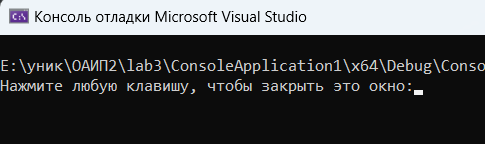 Консоль отладки Microsoft Visual Studio
E:\уник\ОАИП2\lab3\ConsoleApplication1\x64\Debug\Conso
Нажмите любую клавишу, чтобы закрыть это окно: